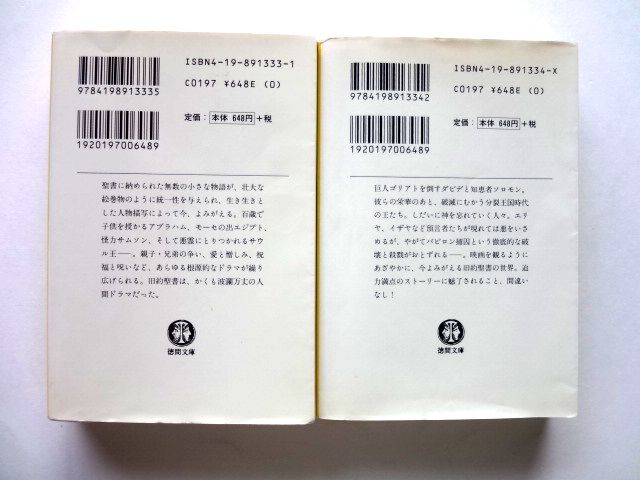 ISBN4-19-891333-1
C0197 ¥648E (0)
9784198913335
定価：本体 648円＋税
1920197006489
聖書に納められた無数の小さな物語が、壮大な
絵巻物のように統一性を与えられ、生き生きと
した人物描写によって今、よみがえる。百歳で
子供を授かるアブラハム、モーセの出エジプト、
怪力サムソン、そして悪霊にとりつかれるサウ
ル王――。親子・兄弟の争い、愛と憎しみ、祝
福と呪いなど、あらゆる根源的なドラマが繰り
広げられる。旧約聖書は、かくも波瀾万丈の人
間ドラマだった。
徳間文庫
ISBN4-19-891334-X
C0197 ¥648E (0)
9784198913342
定価：本体 648円＋税
1920197006489
巨人ゴリアトを倒すダビデと知恵者ソロモン。
彼らの栄華のあと、破滅にむかう分裂王国時代
の王たち。しだいに神を忘れていく人々。エリ
ヤ、イザヤなど預言者たちが現れては悪をいさ
めるが、やがてバビロン捕囚という徹底的な破
壊と殺戮がおとずれる――。映画を観るように
あざやかに、今よみがえる旧約聖書の世界。迫
力満点のストーリーに魅了されること、間違い
なし！
徳間文庫